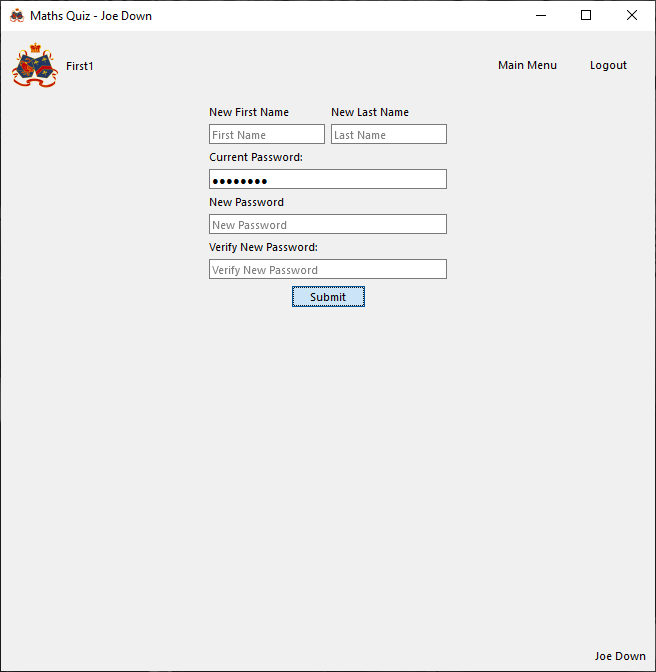 Maths Quiz - Joe Down
First1 Main Menu Logout
New First Name New Last Name
First Name Last Name
Current Password:
●●●●●●●●
New Password
New Password
Verify New Password:
Verify New Password
Submit
Joe Down